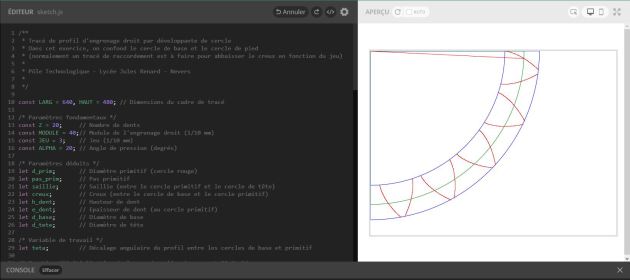 ÉDITEUR sketch.js
Annuler
</>
APERÇU
AUTO
1 /**
2 * Tracé de profil d'engrenage droit par développante de cercle
3 * Dans cet exercice, on confond le cercle de base et le cercle de pied
4 * (normalement un tracé de raccordement est à faire pour abbaisser le creux en fonction du jeu)
5 *
6 * Pôle Technologique - Lycée Jules Renard - Nevers
7 *
8 */
9
10 const LARG = 640, HAUT = 480; // Dimensions du cadre de tracé
11
12 /* Paramètres fondamentaux */
13 const Z = 20; // Nombre de dents
14 const MODULE = 40;// Module de l'engrenage droit (1/10 mm)
15 const JEU = 3; // Jeu (1/10 mm)
16 const ALPHA = 20; // Angle de pression (degrés)
17
18 /* Paramètres déduits */
19 let d_prim; // Diamètre primitif (cercle rouge)
20 let pas_prim; // Pas primitif
21 let saillie; // Saillie (entre le cercle primitif et le cercle de tête)
22 let creux; // Creux (entre le cercle de base et le cercle primitif)
23 let h_dent; // Hauteur de dent
24 let e_dent; // Epaisseur de dent (au cercle primitif)
25 let d_base; // Diamètre de base
26 let d_tete; // Diamètre de tête
27
28 /* Variable de travail */
29 let teta; // Décalage angulaire du profil entre les cercles de base et primitif
30
CONSOLE Effacer